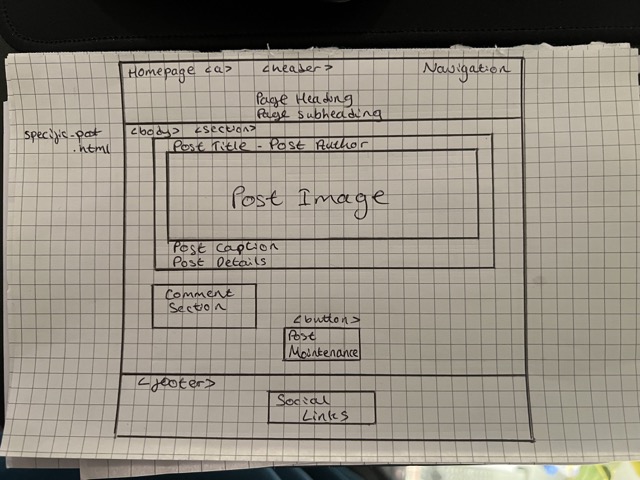 Homepage <a> <header> Navigation
Page Heading
Page subheading
specific-post
.html
<body> <section>
Post Title - Post Author
Post Image
Post Caption
Post Details
Comment
Section
<button>
Post
Maintenance
<footer>
Social
Links